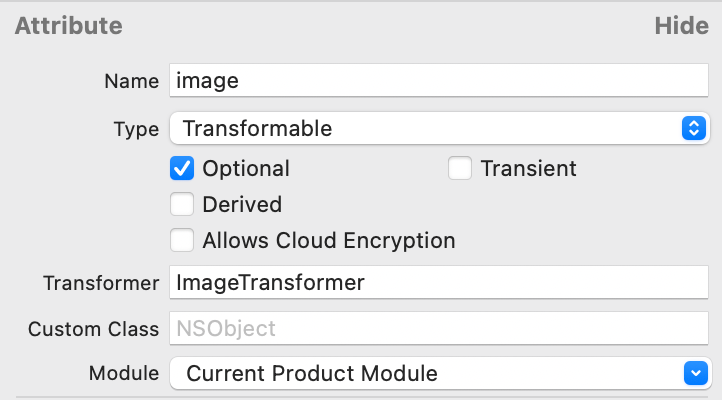 Attribute Hide
Name image
Type Transformable
Optional Transient
Derived
Allows Cloud Encryption
Transformer ImageTransformer
Custom Class NSObject
Module Current Product Module